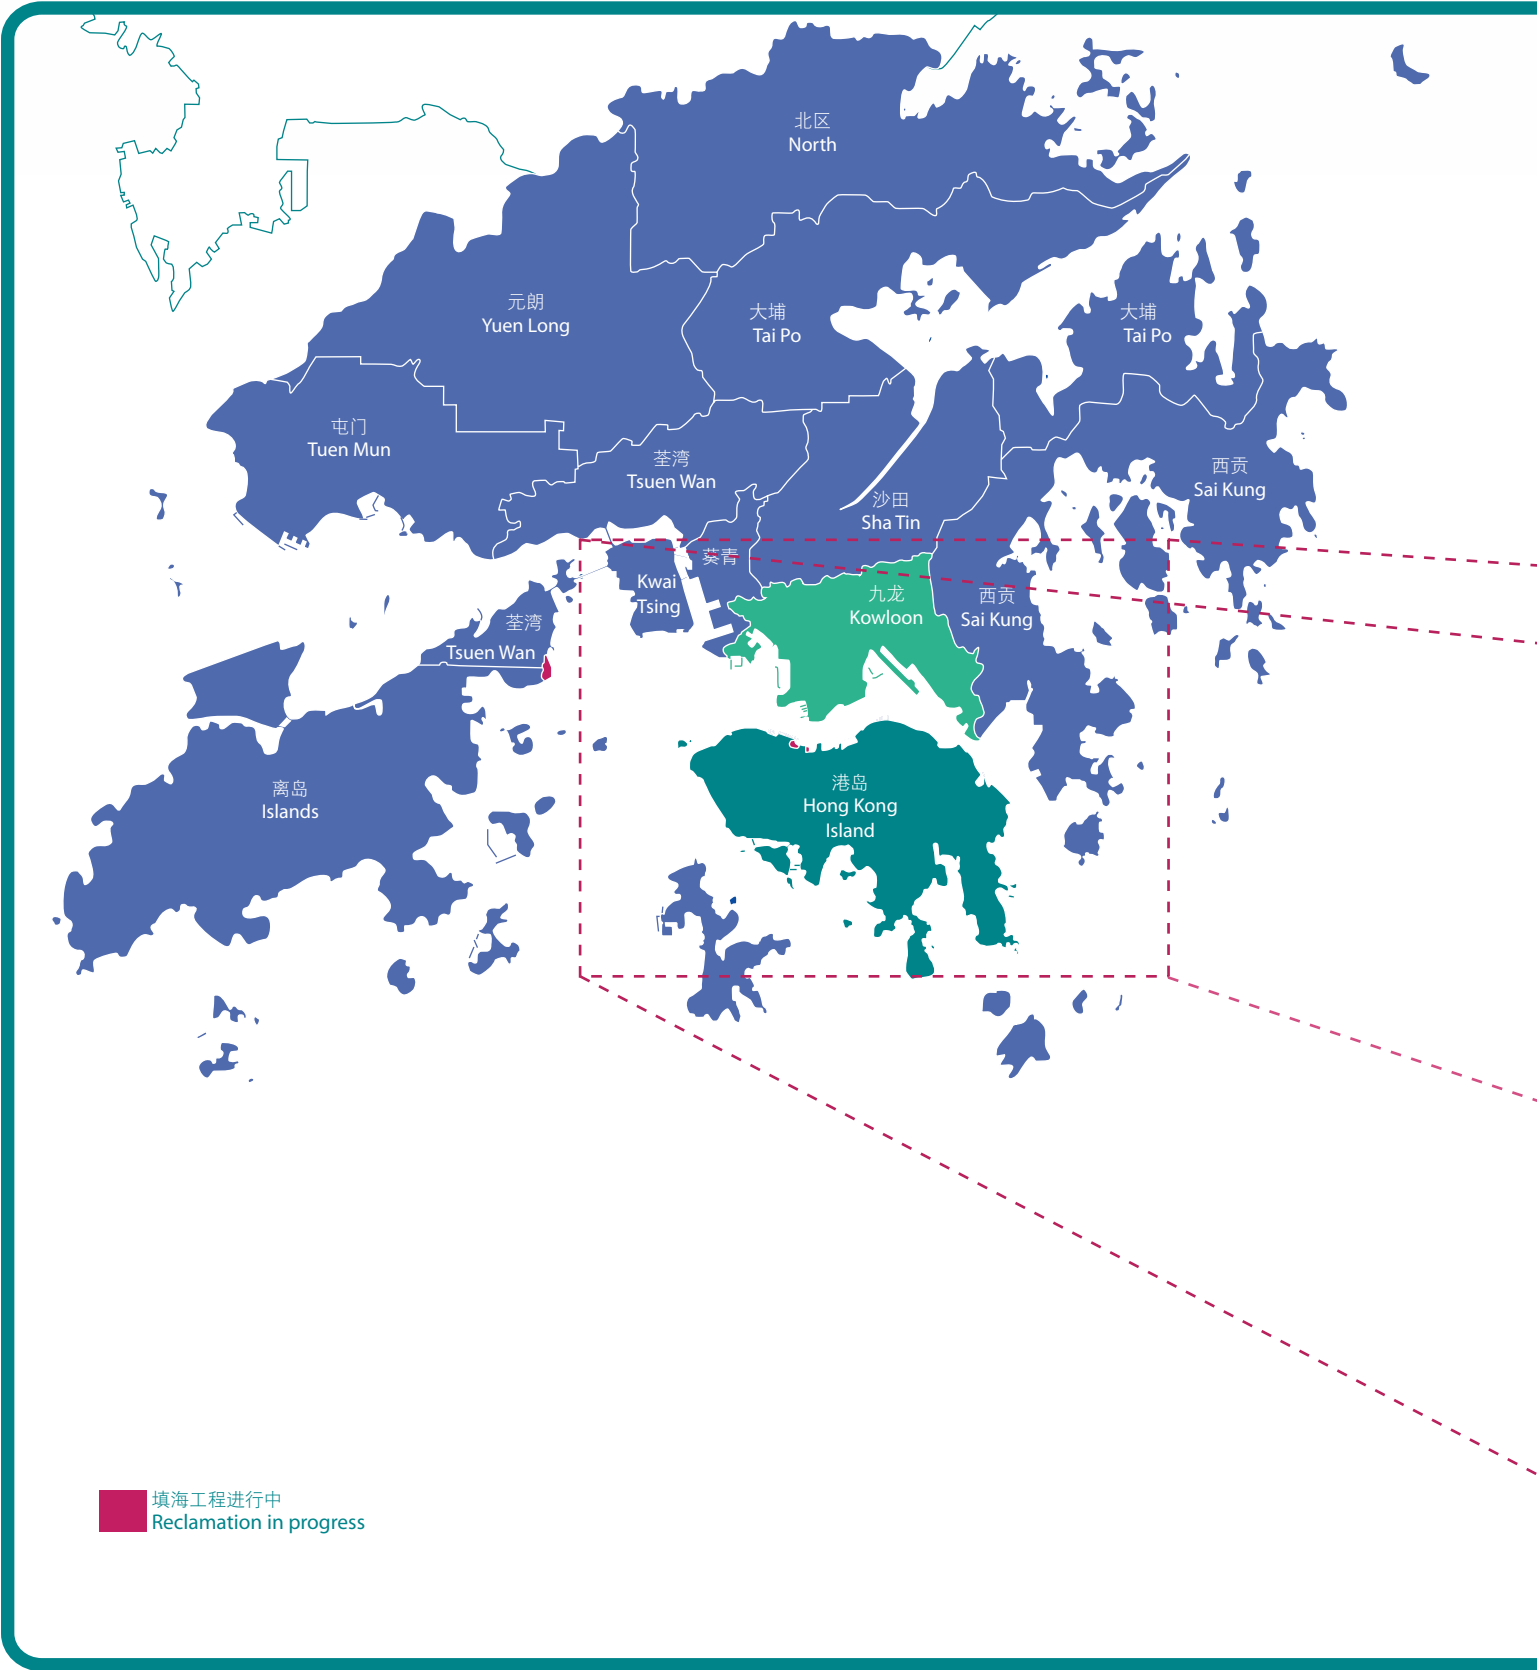 北区
North
元朗
Yuen Long
大埔
Tai Po
大埔
Tai Po
屯门
Tuen Mun
荃湾
Tsuen Wan
西贡
Sai Kung
沙田
Sha Tin
葵青
Kwai
Tsing
九龙
Kowloon
西贡
Sai Kung
荃湾
Tsuen Wan
离岛
Islands
港岛
Hong Kong
Island
填海工程进行中
Reclamation in progress